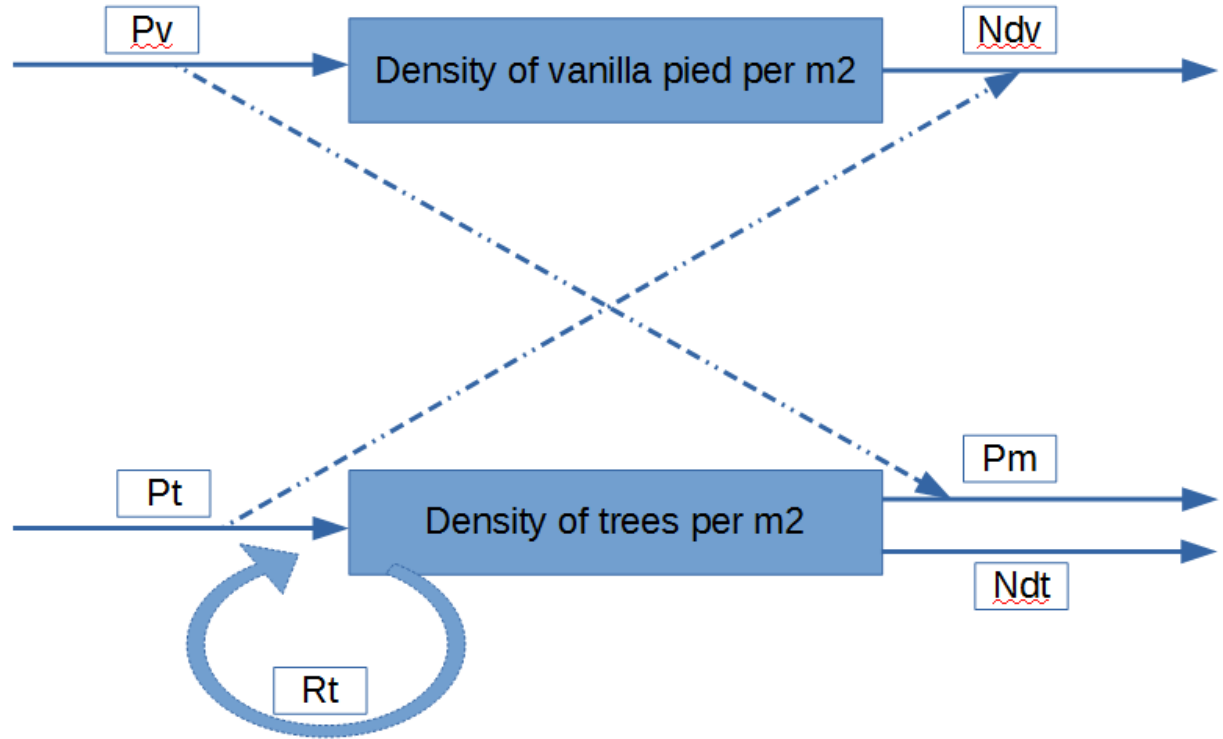 Pv
Ndv
Density of vanilla pied per m2
Pt
Pm
Density of trees per m2
Ndt
Rt